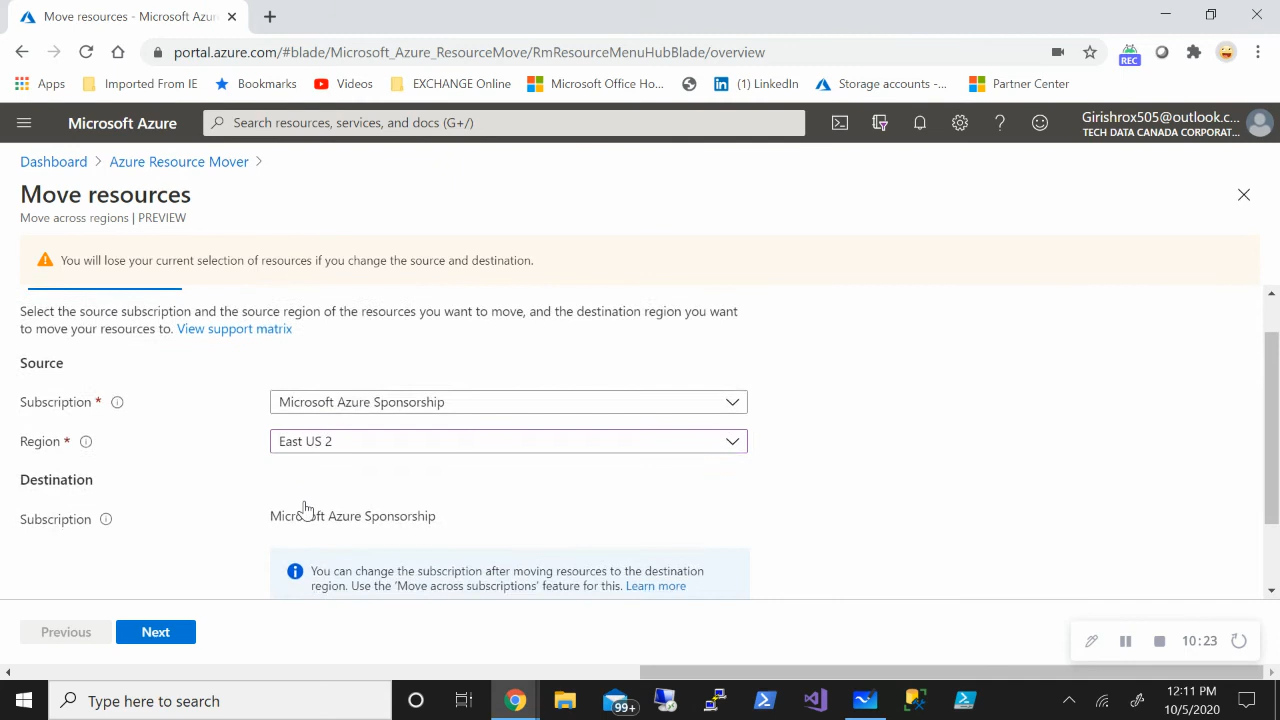 Move resources - Microsoft Azur
portal.azure.com/#blade/Microsoft_Azure_ResourceMove/RmResourceMenuHubBlade/overview
REC
Apps
Imported From IE
Bookmarks
Videos
EXCHANGE Online
Microsoft Office Ho...
(1) LinkedIn
Storage accounts -...
Partner Center
Microsoft Azure
Search resources, services, and docs (G+/)
Girishrox505@outlook.c...
TECH DATA CANADA CORPORAT...
Dashboard > Azure Resource Mover >
Move resources
Move across regions | PREVIEW
You will lose your current selection of resources if you change the source and destination.
Select the source subscription and the source region of the resources you want to move, and the destination region you want
to move your resources to. View support matrix
Source
Subscription *
Microsoft Azure Sponsorship
Region *
East US 2
Destination
Subscription
Microsoft Azure Sponsorship
You can change the subscription after moving resources to the destination
region. Use the 'Move across subscriptions' feature for this. Learn more
Previous
Next
10:23
Type here to search
99+
12:11 PM
10/5/2020